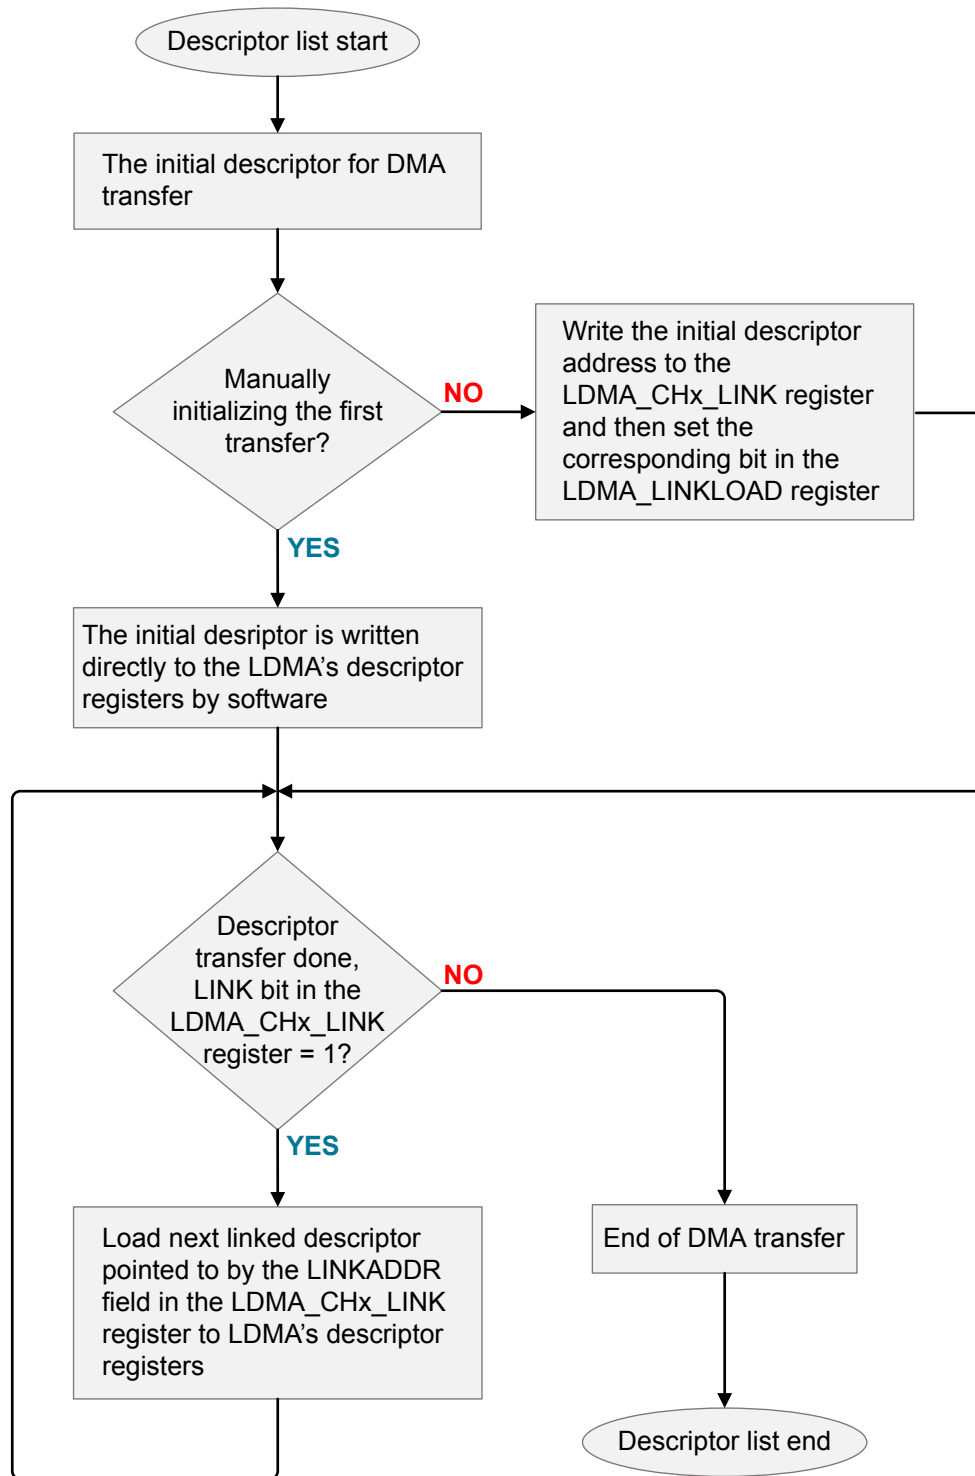 Descriptor list start
The initial descriptor for DMA
transfer
Manually
initializing the first
transfer?
NO
Write the initial descriptor
address to the
LDMA_CHx_LINK register
and then set the
corresponding bit in the
LDMA_LINKLOAD register
YES
The initial desriptor is written
directly to the LDMA’s descriptor
registers by software
Descriptor
transfer done,
LINK bit in the
LDMA_CHx_LINK
register = 1?
NO
YES
Load next linked descriptor
pointed to by the LINKADDR
field in the LDMA_CHx_LINK
register to LDMA’s descriptor
registers
End of DMA transfer
Descriptor list end